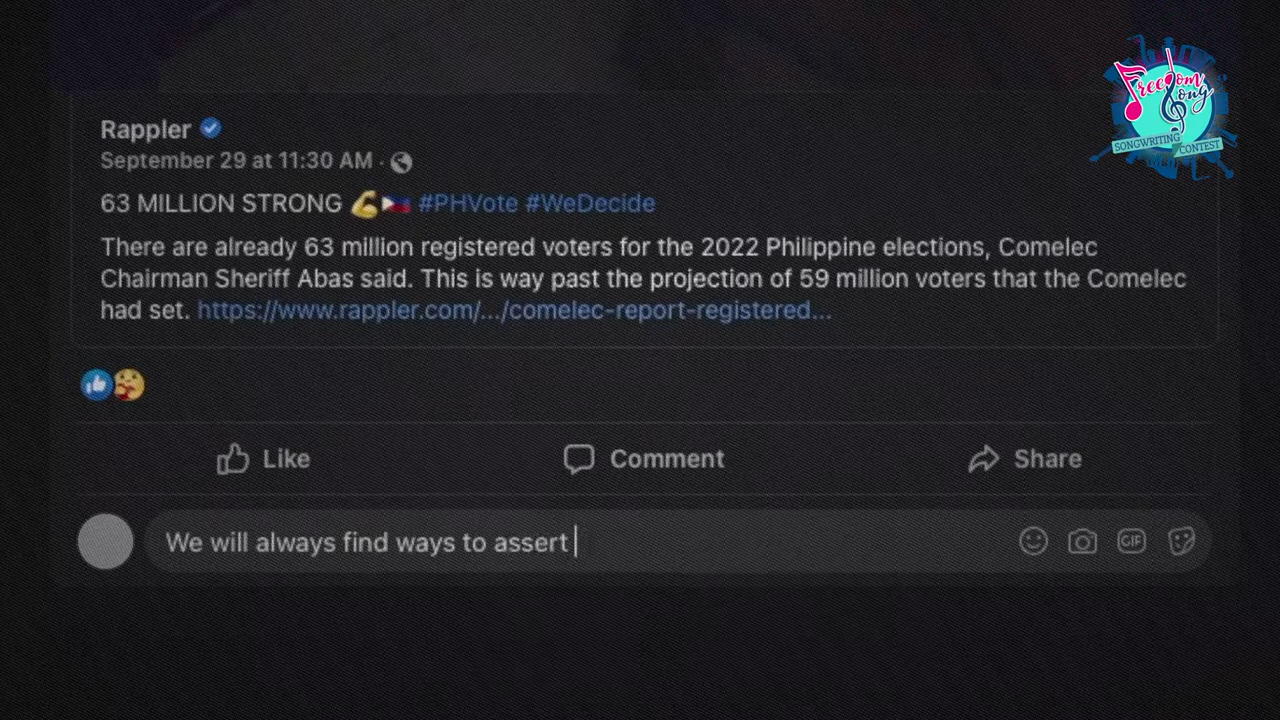 Freedom
Song
SONGWRITING CONTEST
Rappler
September 29 at 11:30 AM ·
63 MILLION STRONG 💪🇵🇭 #PHVote #WeDecide
There are already 63 million registered voters for the 2022 Philippine elections, Comelec
Chairman Sheriff Abas said. This is way past the projection of 59 million voters that the Comelec
had set. https://www.rappler.com/.../comelec-report-registered...
Like Comment Share
We will always find ways to assert
GIF